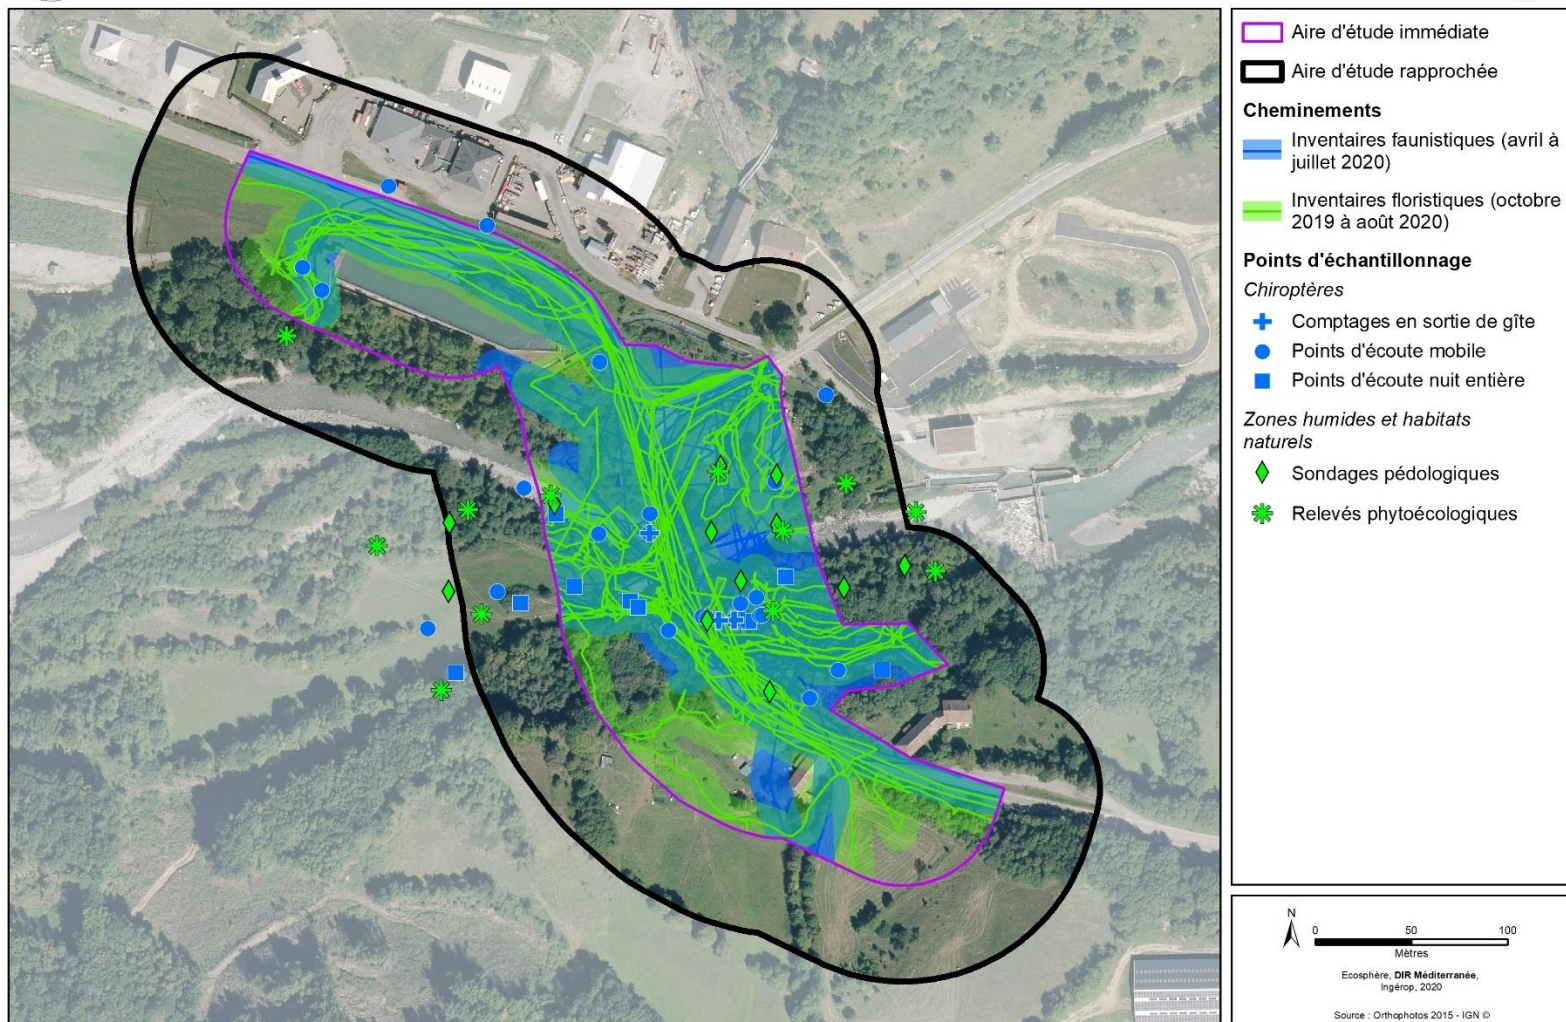 Aire d'étude immédiate
Aire d'étude rapprochée
Cheminements
Inventaires faunistiques (avril à
juillet 2020)
Inventaires floristiques (octobre
2019 à août 2020)
Points d'échantillonnage
Chiroptères
Comptages en sortie de gîte
Points d'écoute mobile
Points d'écoute nuit entière
Zones humides et habitats
naturels
Sondages pédologiques
Relevés phytoécologiques
N
0 50 100
Mètres
Ecosphère, DIR Méditerranée,
Ingérop, 2020
Source : Orthophotos 2015 - IGN ©